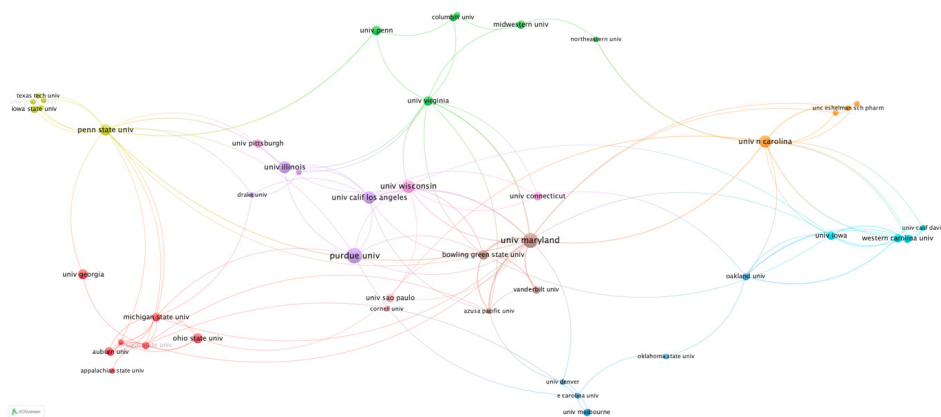 columbia univ
midwestern univ
univ penn
northeastern univ
texas tech univ
iowa state univ
univ virginia
unc eshelman sch pharm
penn state univ
univ pittsburgh
univ n carolina
univ illinois
drake univ
univ wisconsin
univ calif los angeles
univ connecticut
univ calif davi
univ iowa
western carolina univ
univ maryland
purdue univ
bowling green state univ
univ georgia
oakland univ
vanderbilt univ
univ sao paulo
cornell univ
azusa pacific univ
michigan state univ
ohio state univ
auburn univ
appalachian state univ
oklahoma state univ
univ denver
e carolina univ
univ melbourne
VOSviewer